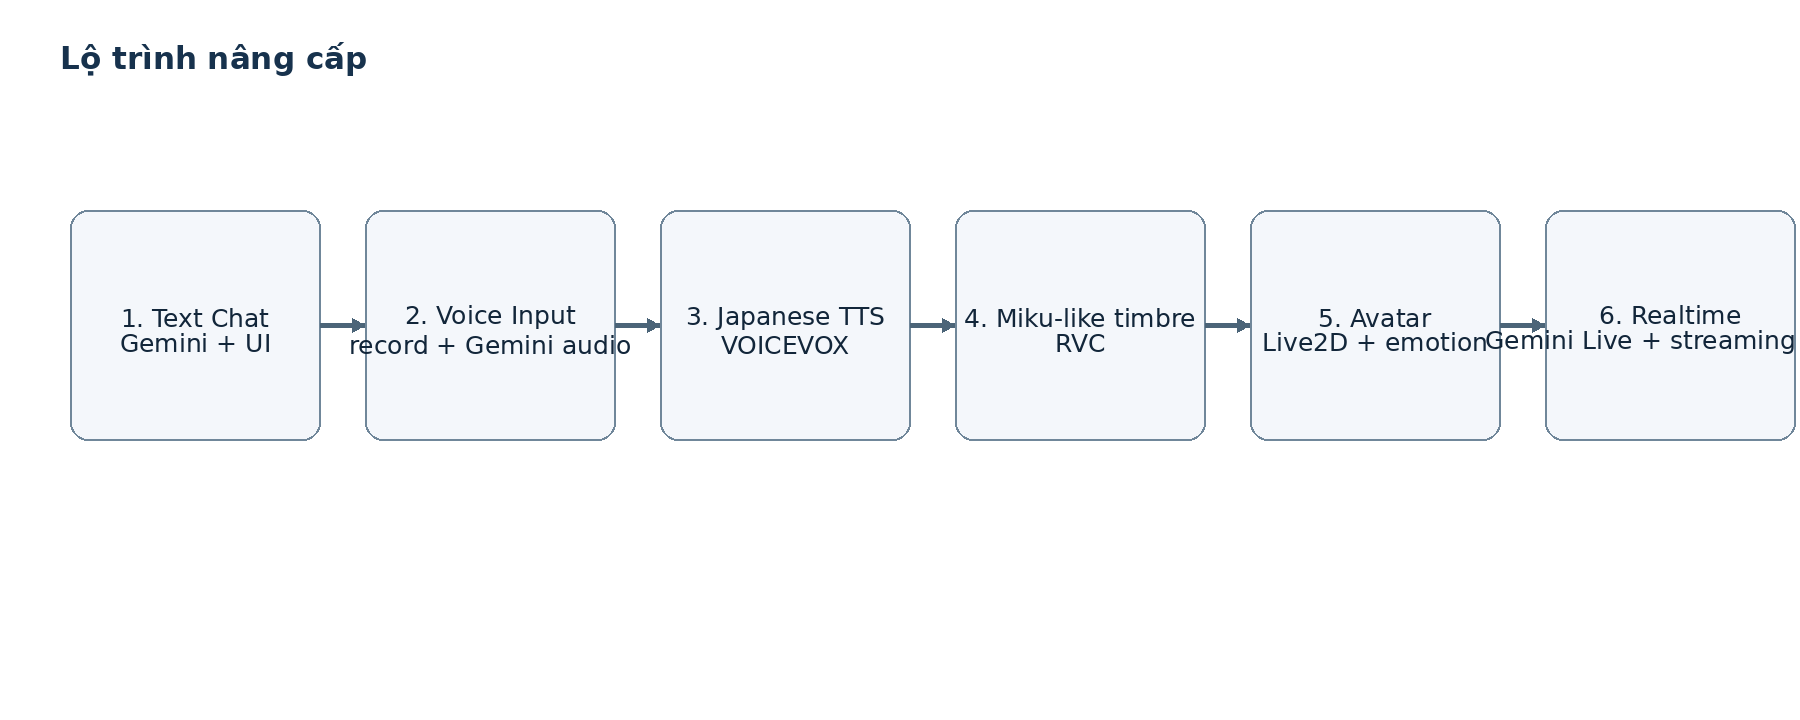 Lộ trình nâng cấp
1. Text Chat
Gemini + UI
2. Voice Input
record + Gemini audio
3. Japanese TTS
VOICEVOX
4. Miku-like timbre
RVC
5. Avatar
Live2D + emotion
6. Realtime
Gemini Live + streaming